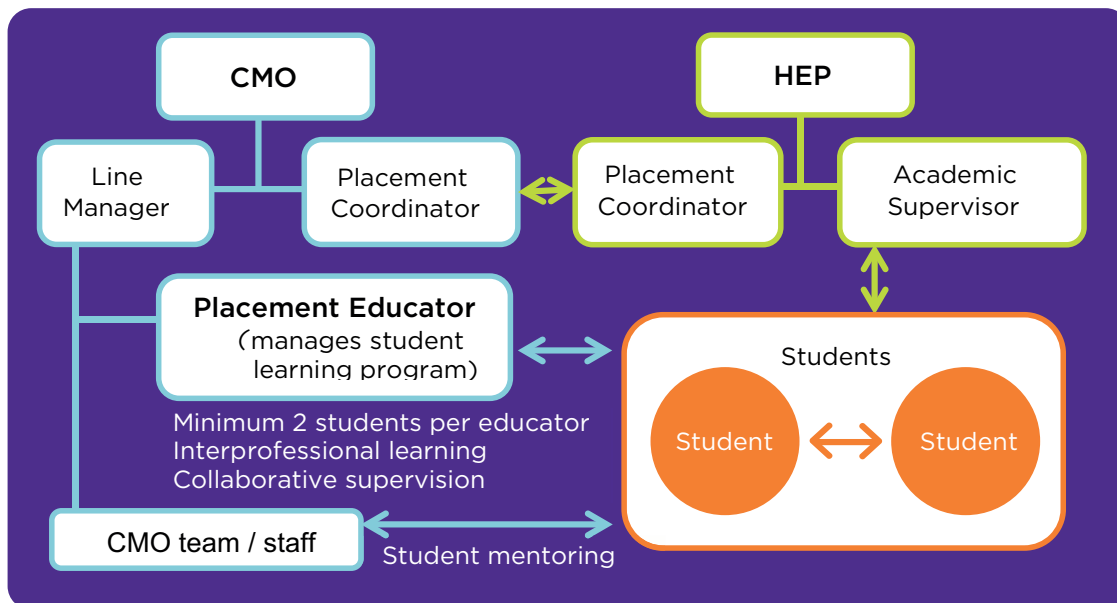 CMO
HEP
Line
Manager
Placement
Coordinator
Placement
Coordinator
Academic
Supervisor
Placement Educator
(manages student
learning program)
Minimum 2 students per educator
Interprofessional learning
Collaborative supervision
Students
Student
Student
CMO team / staff
Student mentoring